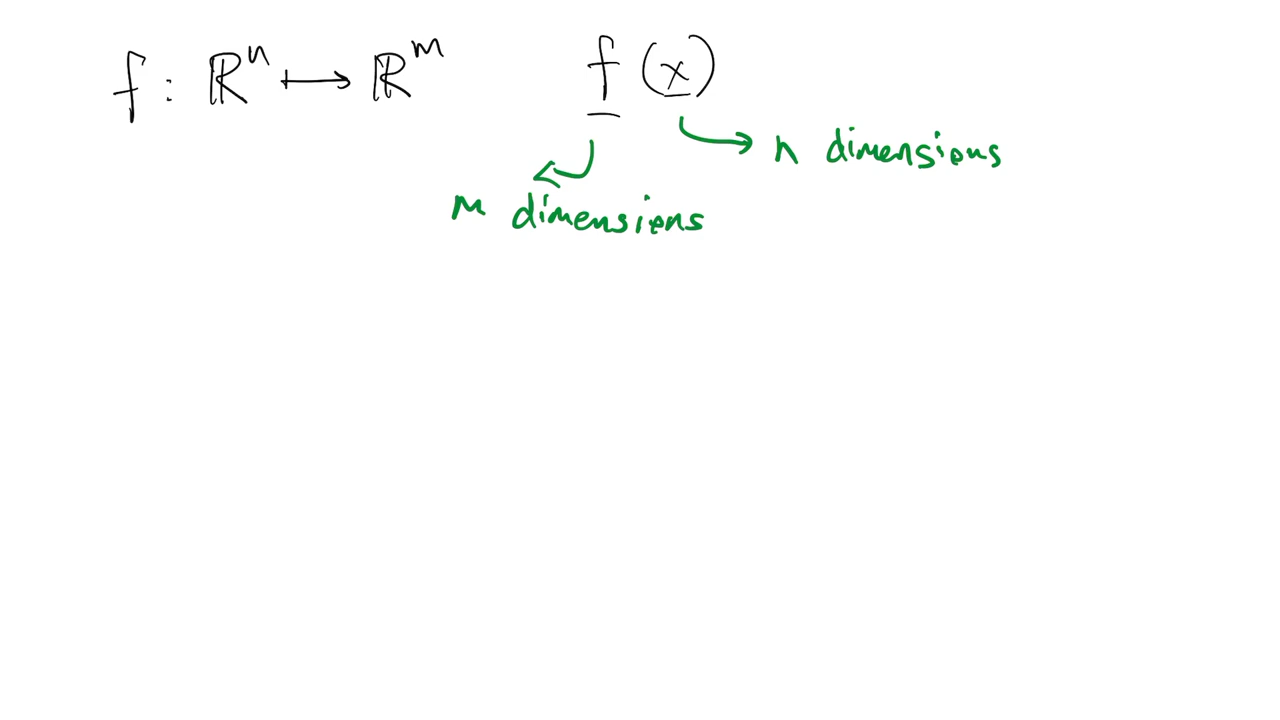 f : ℝⁿ ↦ ℝᵐ f (x)
n dimensions
m dimensions